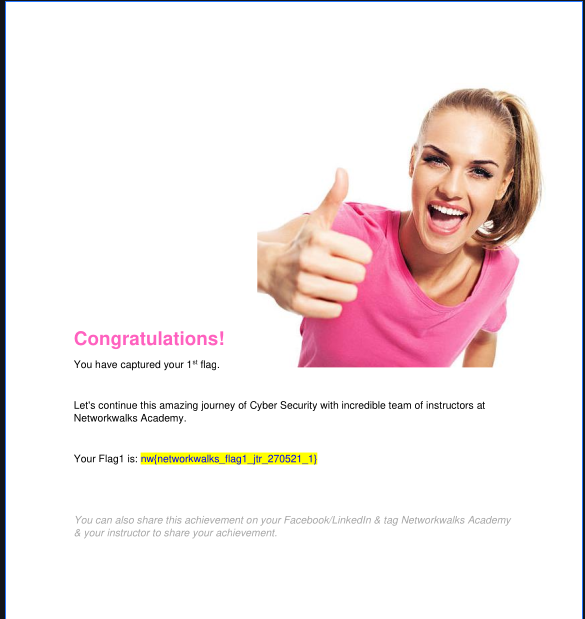 Congratulations!
You have captured your 1st flag.
Let's continue this amazing journey of Cyber Security with incredible team of instructors at
Networkwalks Academy.
Your Flag1 is: nw{networkwalks_flag1_jtr_270521_1}
You can also share this achievement on your Facebook/LinkedIn & tag Networkwalks Academy
& your instructor to share your achievement.